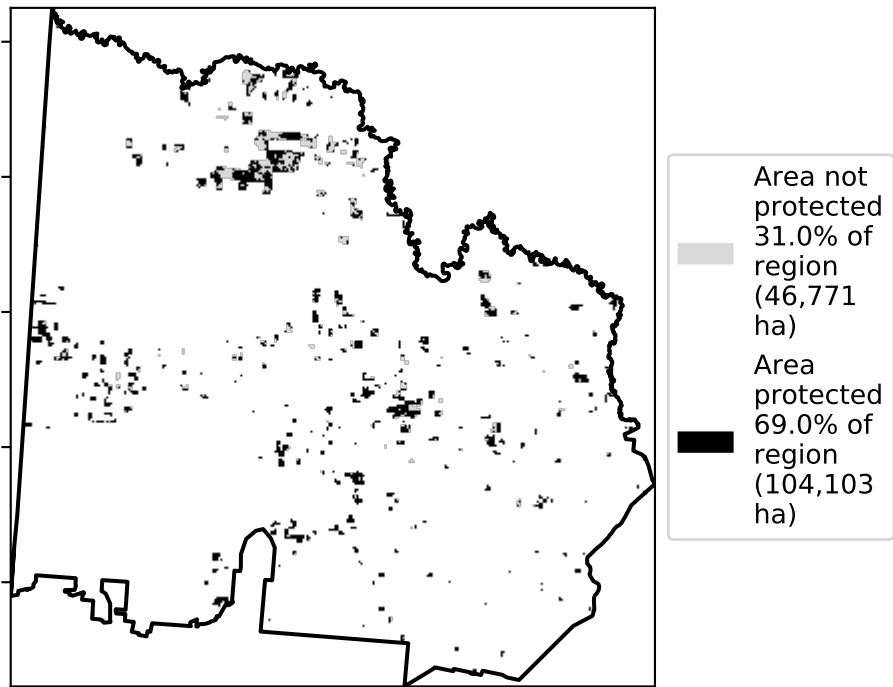 Area not
protected
31.0% of
region
(46,771
ha)
Area
protected
69.0% of
region
(104,103
ha)